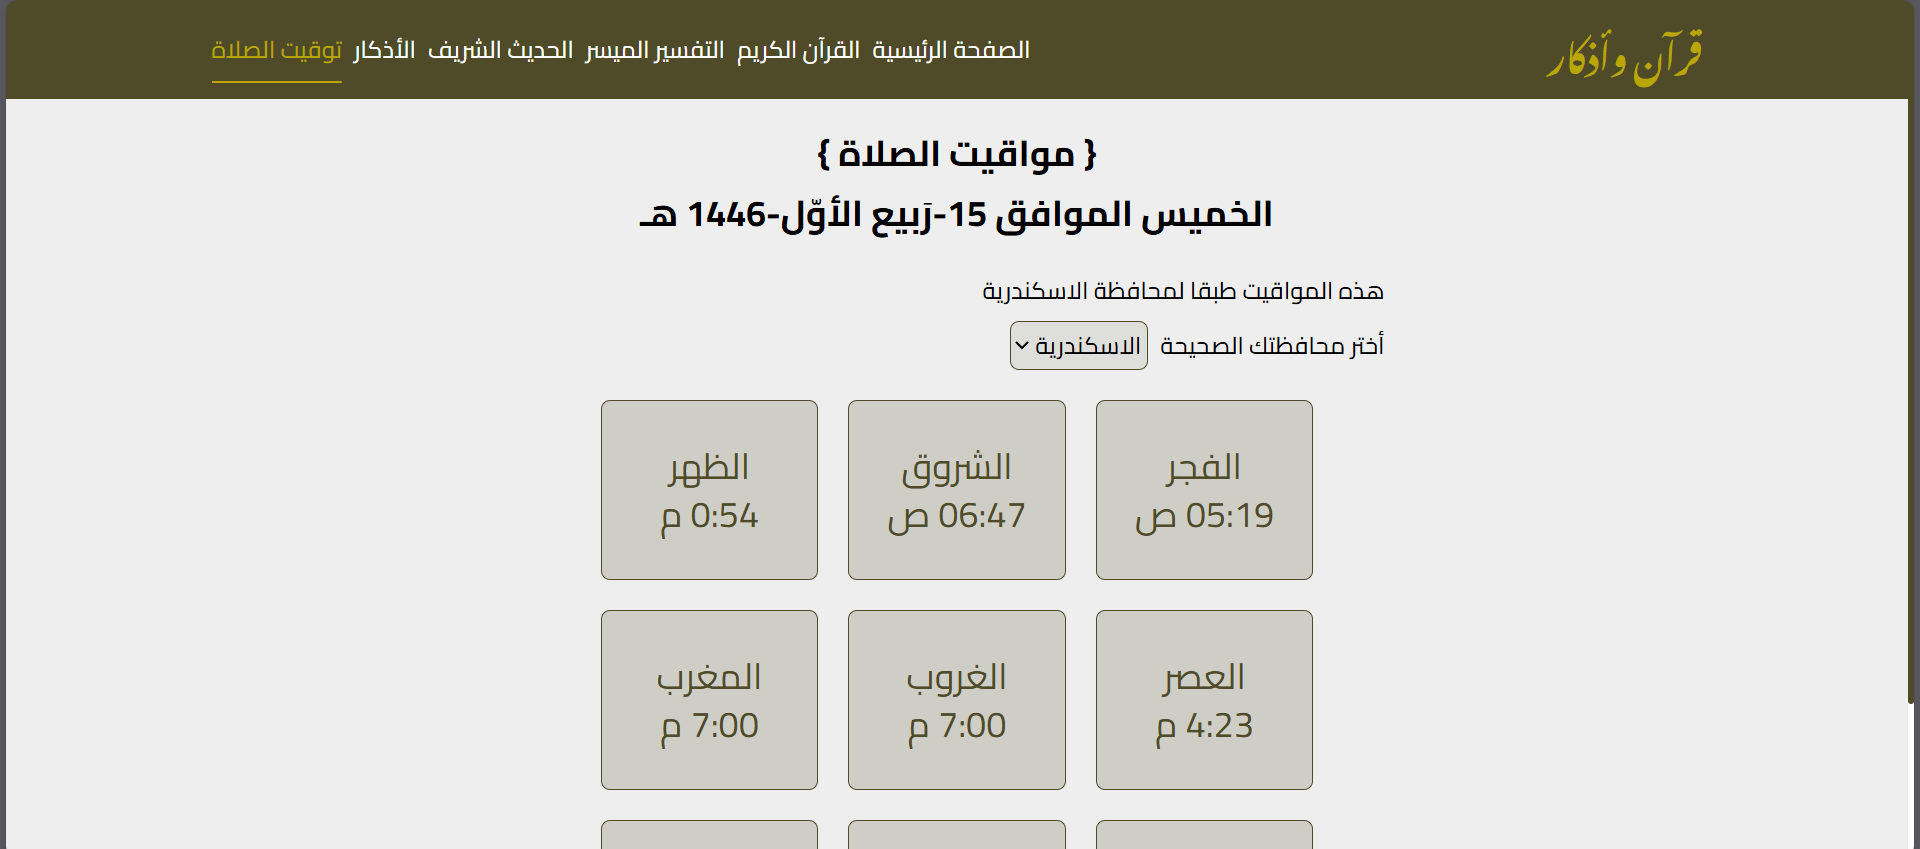 قرآن و أذكار
الصفحة الرئيسية القرآن الكريم التفسير الميسر الحديث الشريف الأذكار توقيت الصلاة
{ مواقيت الصلاة }
الخميس الموافق 15-رَبيع الأوّل-1446 هـ
هذه المواقيت طبقا لمحافظة الاسكندرية
أختر محافظتك الصحيحة الاسكندرية
الفجر
05:19 ص
الشروق
06:47 ص
الظهر
0:54 م
العصر
4:23 م
الغروب
7:00 م
المغرب
7:00 م